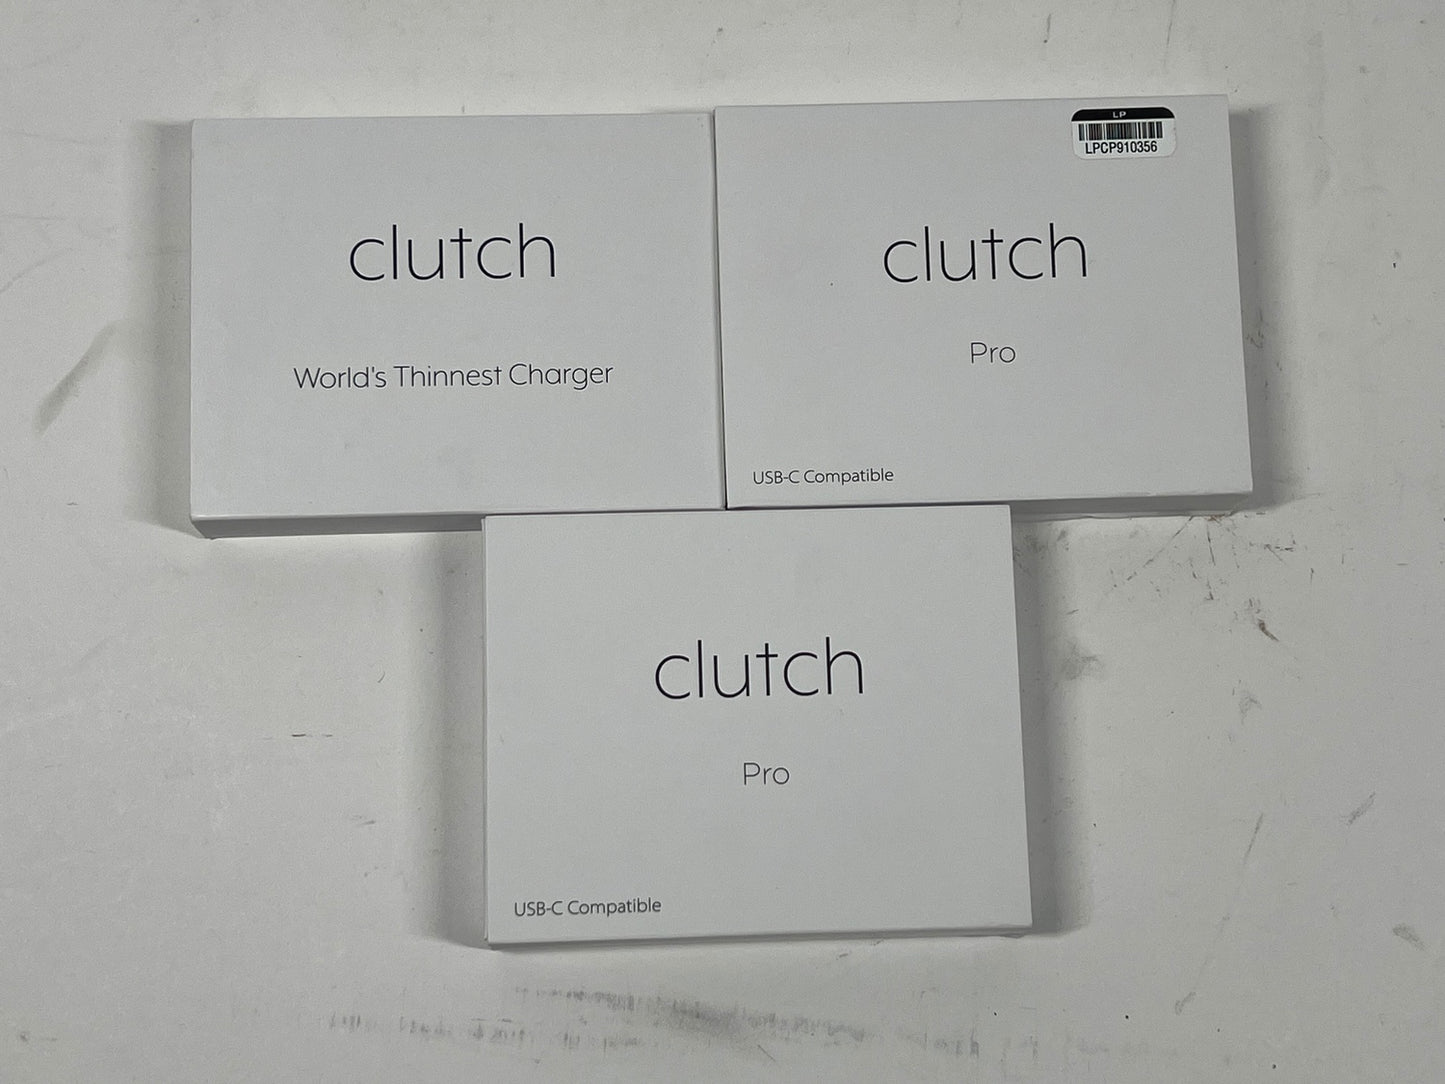 clutch
World's Thinnest Charger
LP
LPCP910356
clutch
Pro
USB-C Compatible
clutch
Pro
USB-C Compatible